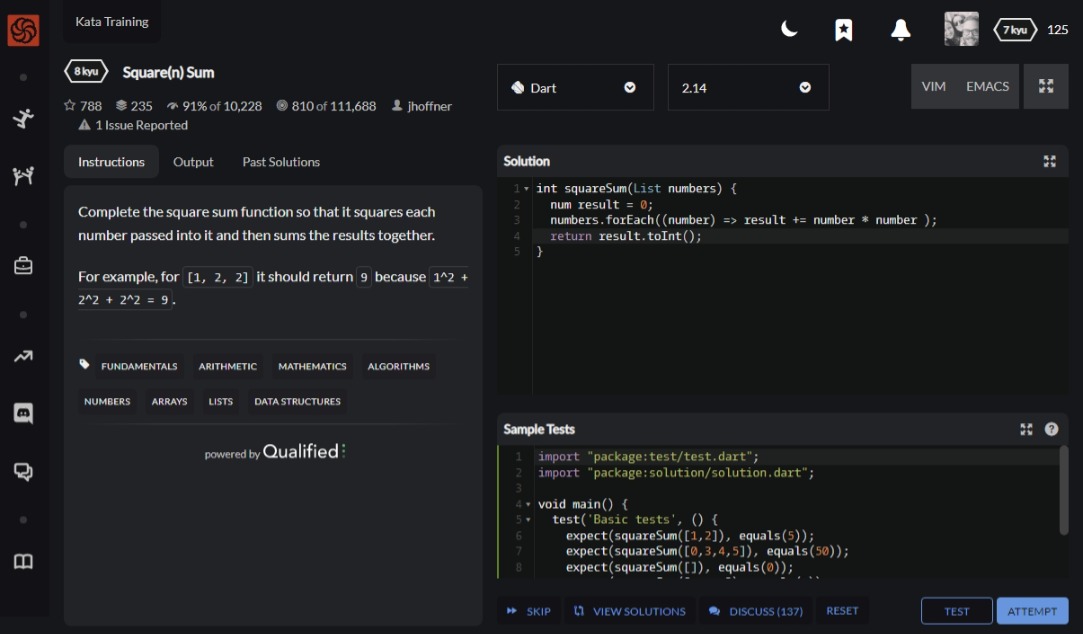 Kata Training
7 kyu 125
8 kyu Square(n) Sum
788 235 91% of 10,228 810 of 111,688 jhoffner
1 Issue Reported
Dart 2.14 VIM EMACS
Instructions Output Past Solutions
Complete the square sum function so that it squares each
number passed into it and then sums the results together.
For example, for [1, 2, 2] it should return 9 because 1^2 +
2^2 + 2^2 = 9.
FUNDAMENTALS ARITHMETIC MATHEMATICS ALGORITHMS
NUMBERS ARRAYS LISTS DATA STRUCTURES
powered by Qualified
Solution
1 int squareSum(List numbers) {
2 num result = 0;
3 numbers.forEach((number) => result += number * number );
4 return result.toInt();
5 }
Sample Tests
1 import "package:test/test.dart";
2 import "package:solution/solution.dart";
3
4 void main() {
5 test('Basic tests', () {
6 expect(squareSum([1,2]), equals(5));
7 expect(squareSum([0,3,4,5]), equals(50));
8 expect(squareSum([]), equals(0));
SKIP VIEW SOLUTIONS DISCUSS (137) RESET TEST ATTEMPT